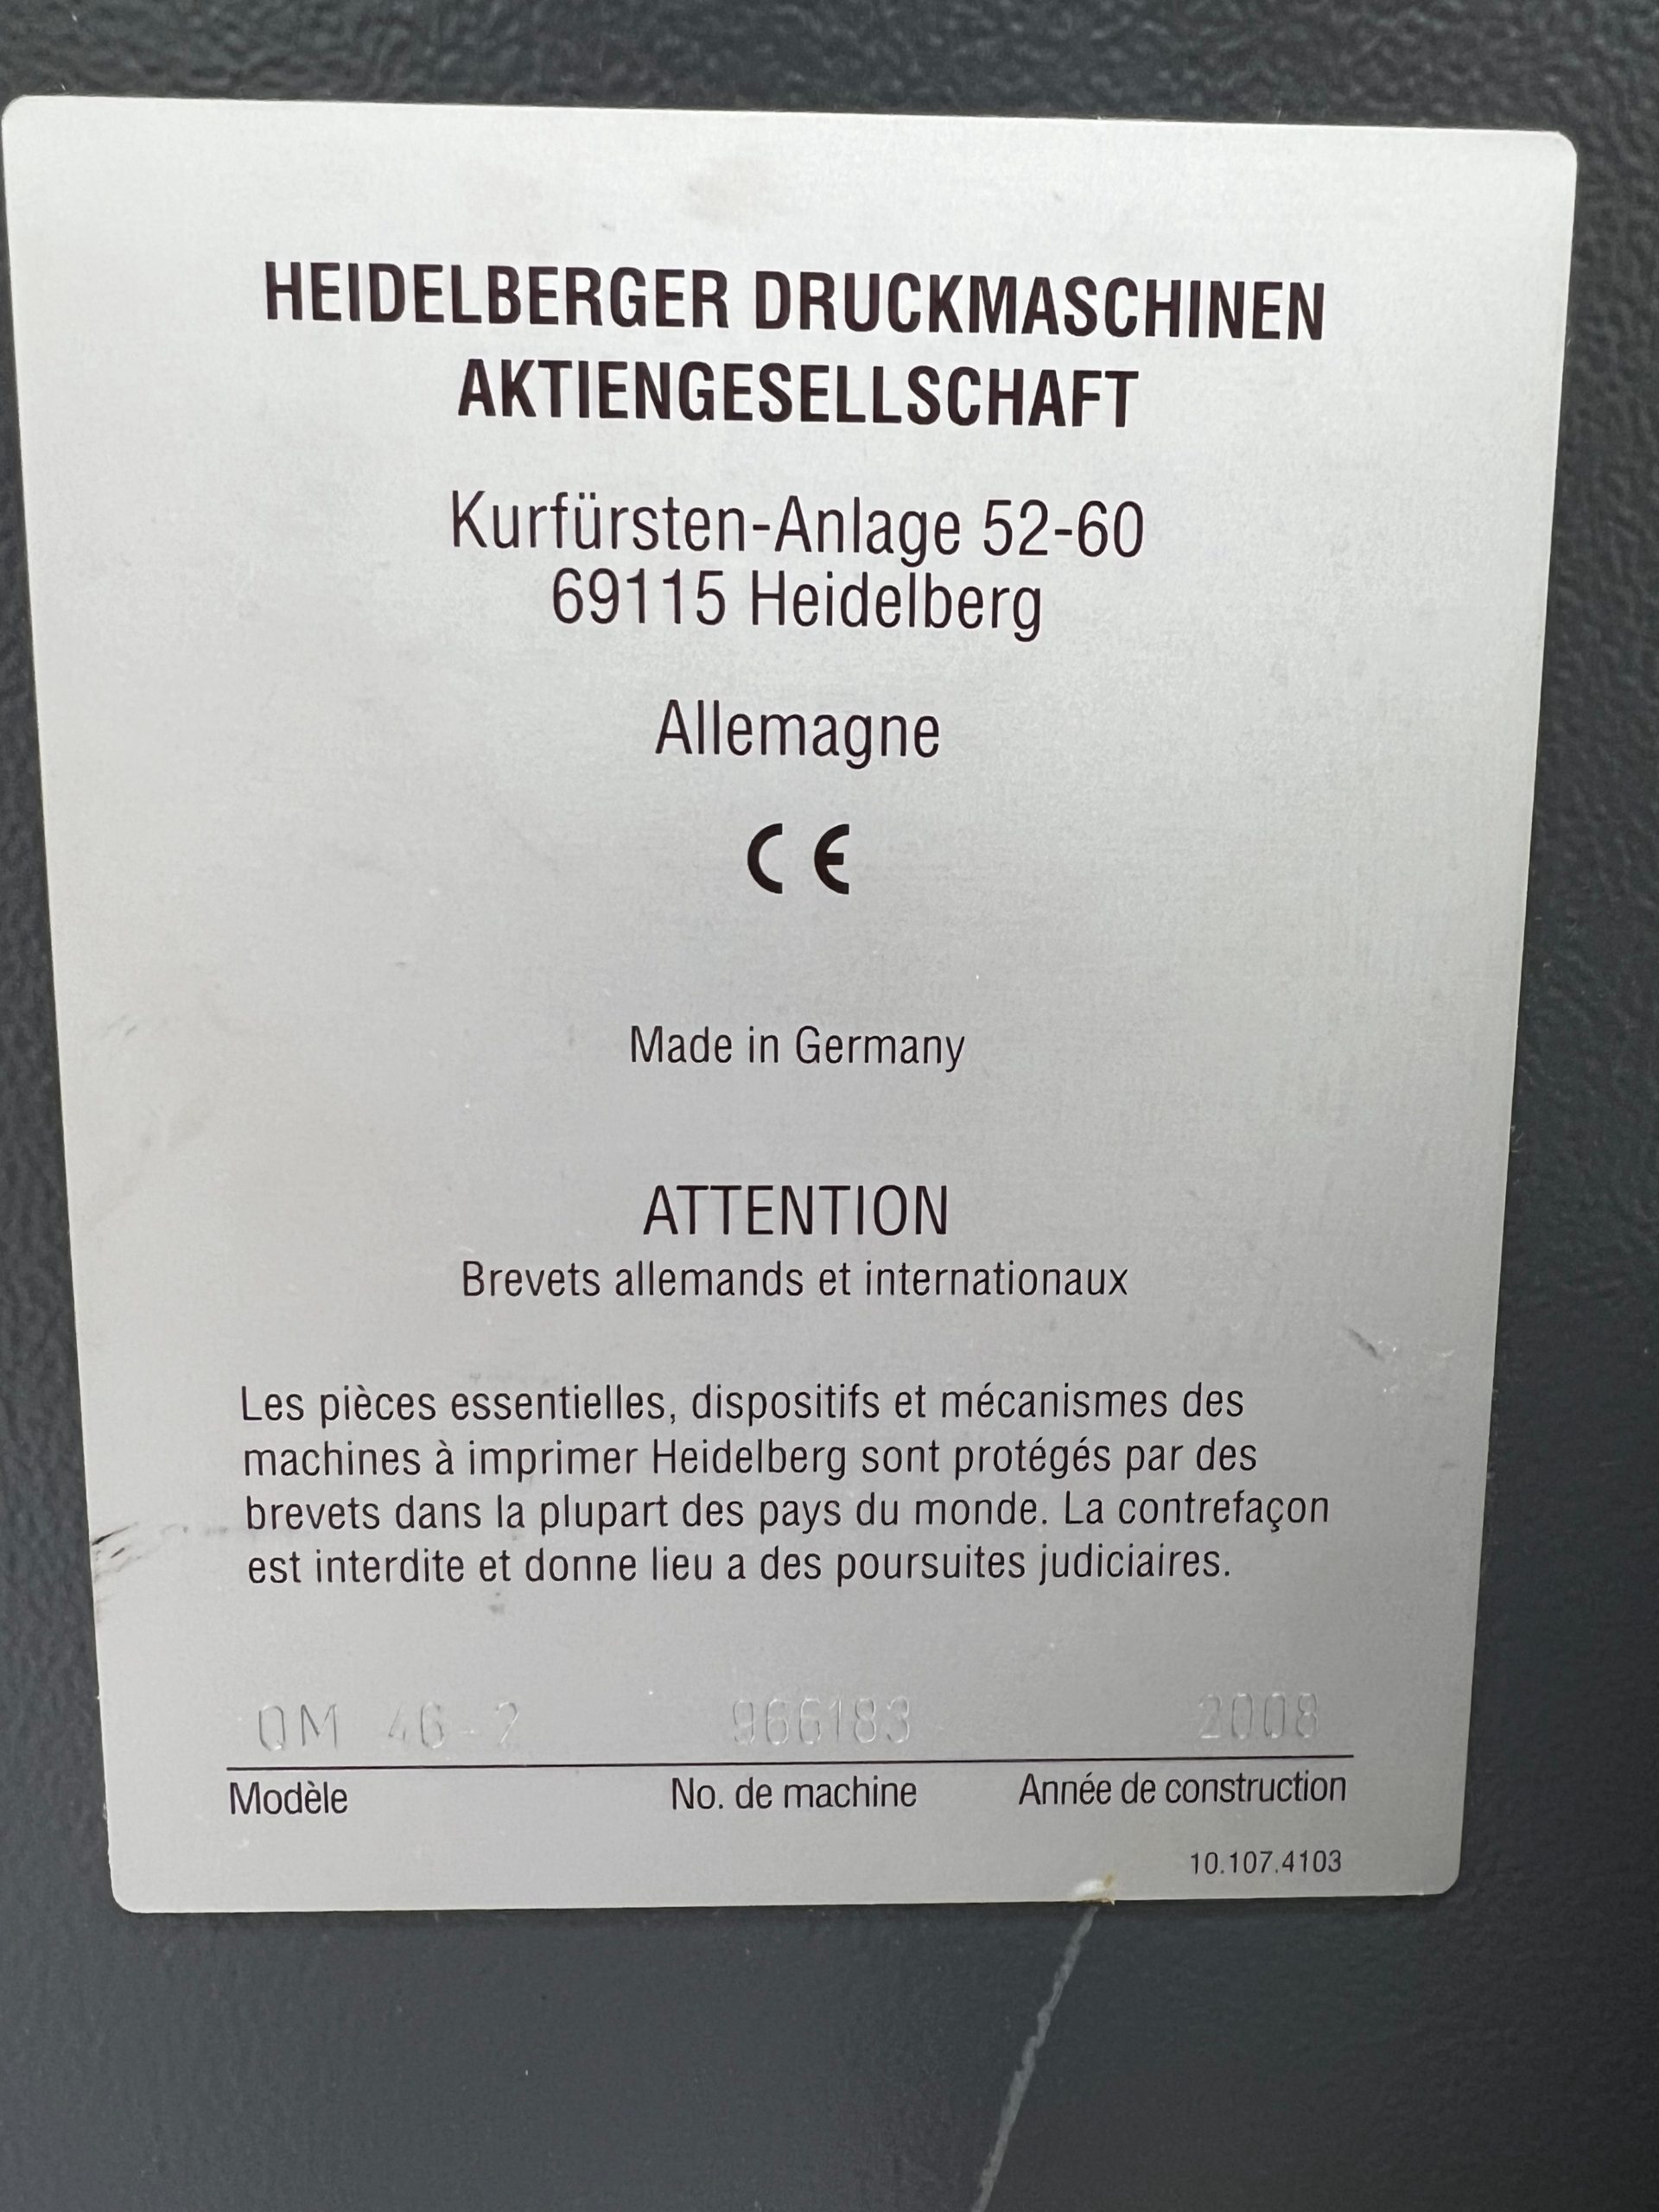 HEIDELBERGER DRUCKMASCHINEN
AKTIENGESELLSCHAFT
Kurfürsten-Anlage 52-60
69115 Heidelberg
Allemagne
CE
Made in Germany
ATTENTION
Brevets allemands et internationaux
Les pièces essentielles, dispositifs et mécanismes des
machines à imprimer Heidelberg sont protégés par des
brevets dans la plupart des pays du monde. La contrefaçon
est interdite et donne lieu a des poursuites judiciaires.
QM 46-2 966183 2008
Modèle No. de machine Année de construction
10.107.4103